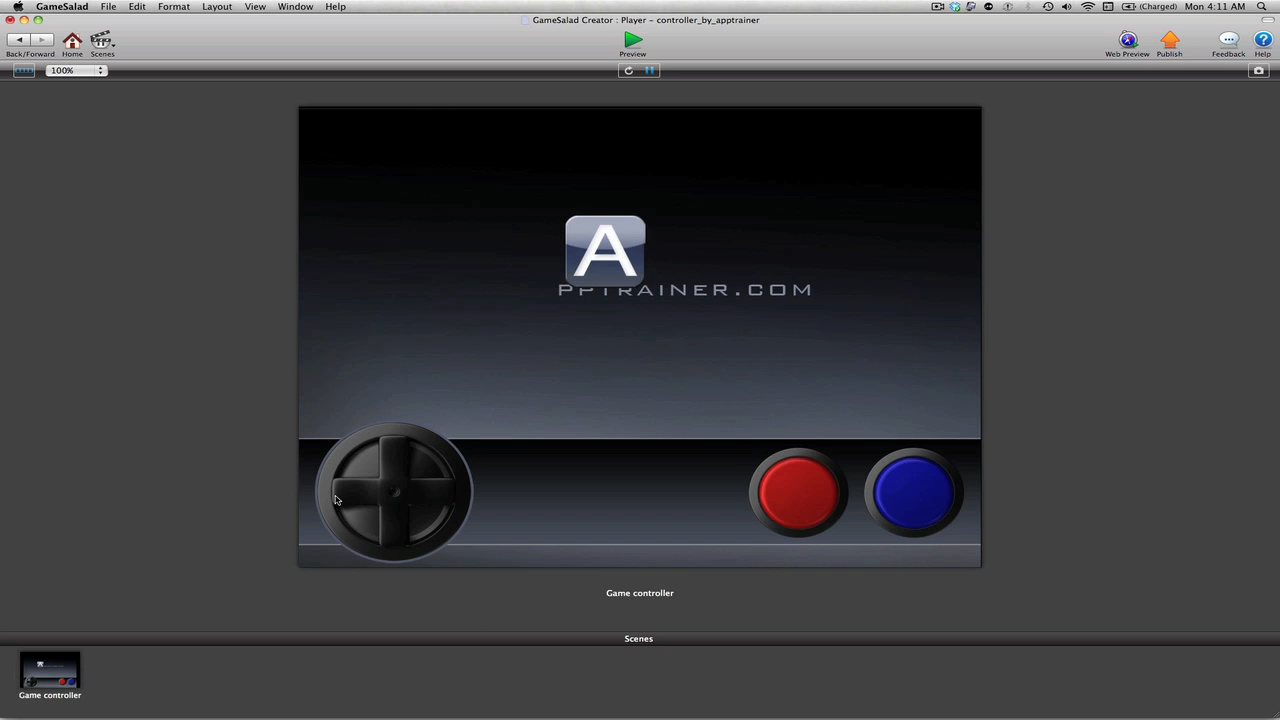 GameSalad File Edit Format Layout View Window Help (Charged) Mon 4:11 AM
GameSalad Creator : Player – controller_by_apptrainer
Back/Forward Home Scenes Preview Web Preview Publish Feedback Help
100%
A
PPTRAINER.COM
Game controller
Scenes
Game controller